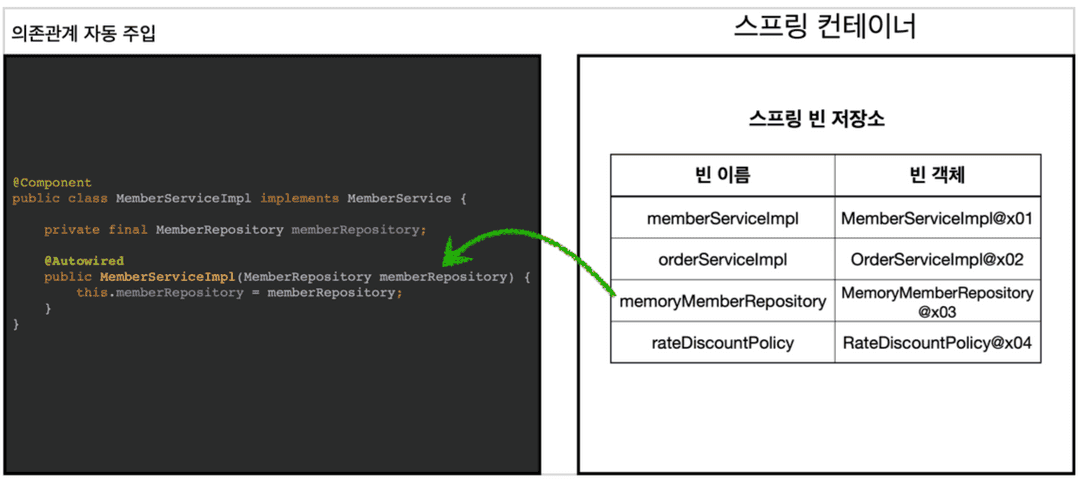 의존관계 자동 주입
@Component
public class MemberServiceImpl implements MemberService {
private final MemberRepository memberRepository;
@Autowired
public MemberServiceImpl(MemberRepository memberRepository) {
this.memberRepository = memberRepository;
}
}
스프링 컨테이너
스프링 빈 저장소
빈 이름 빈 객체
memberServiceImpl MemberServiceImpl@x01
orderServiceImpl OrderServiceImpl@x02
memoryMemberRepository MemoryMemberRepository
@x03
rateDiscountPolicy RateDiscountPolicy@x04